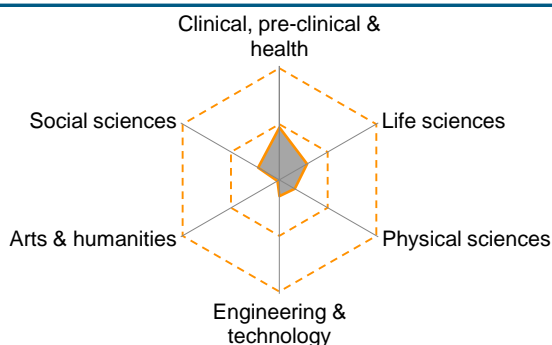 Clinical, pre-clinical &
health
Social sciences
Life sciences
Arts & humanities
Physical sciences
Engineering &
technology